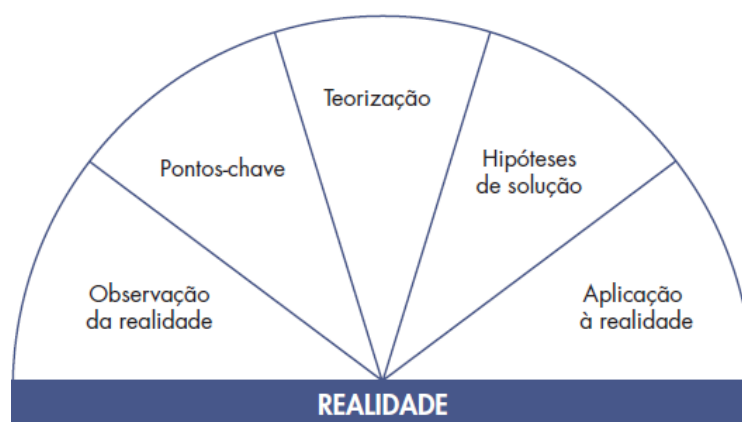 Observação
da realidade
Pontos-chave
Teorização
Hipóteses
de solução
Aplicação
à realidade
REALIDADE